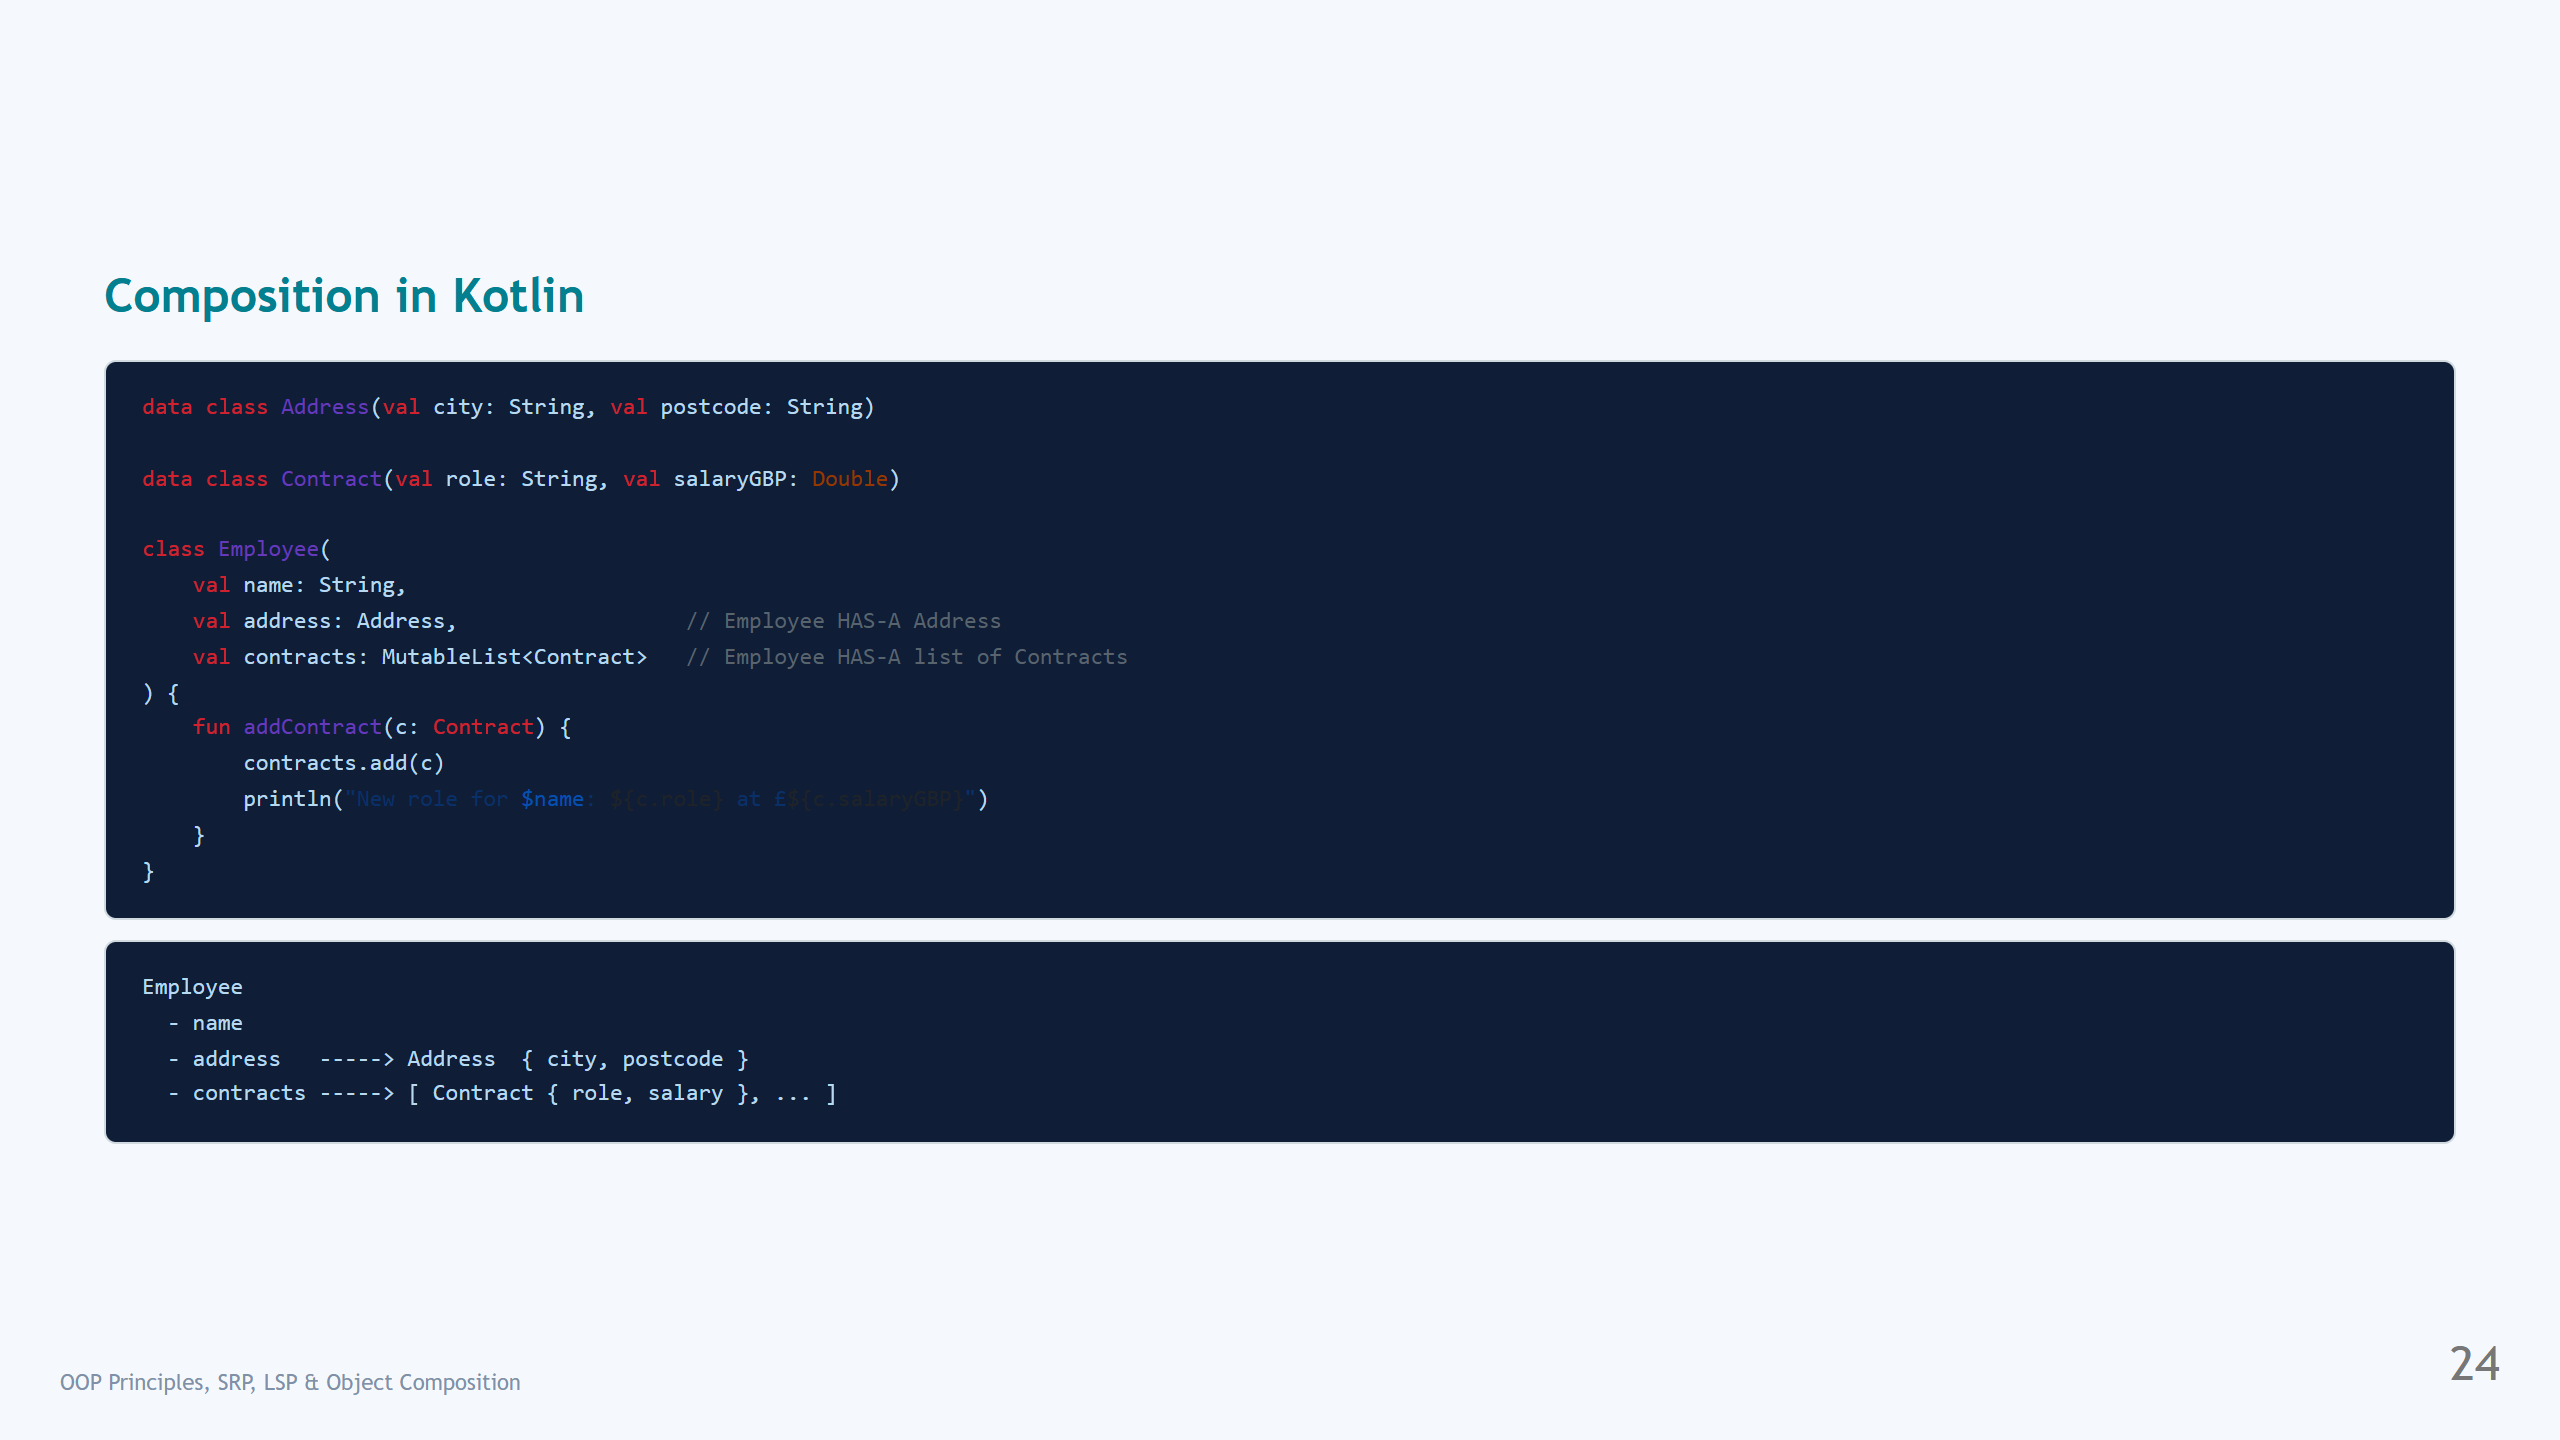 Composition in Kotlin
data class Address(val city: String, val postcode: String)
data class Contract(val role: String, val salaryGBP: Double)
class Employee(
    val name: String,
    val address: Address,                  // Employee HAS-A Address
    val contracts: MutableList<Contract>   // Employee HAS-A list of Contracts
) {
    fun addContract(c: Contract) {
        contracts.add(c)
        println("New role for $name: ${c.role} at £${c.salaryGBP}")
    }
}
Employee
  - name
  - address   -----> Address  { city, postcode }
  - contracts -----> [ Contract { role, salary }, ... ]
OOP Principles, SRP, LSP & Object Composition
24